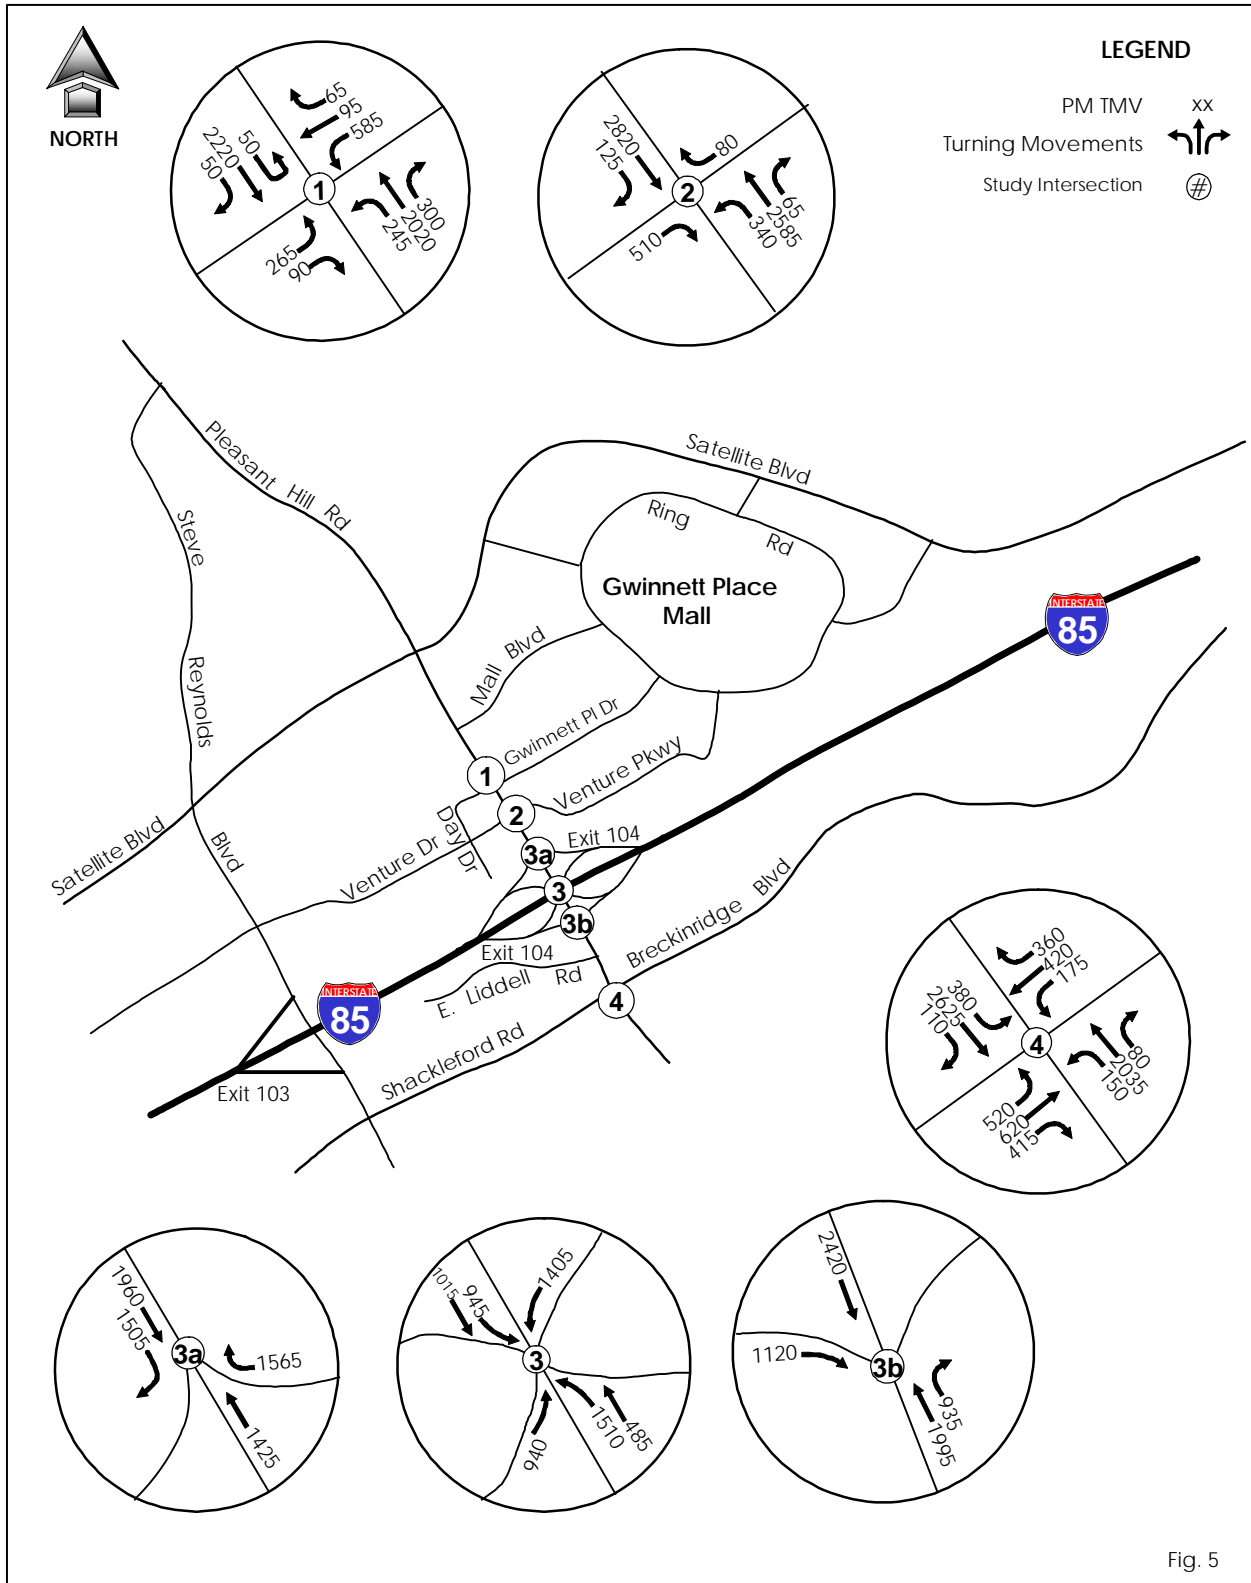 LEGEND
PM TMV XX
Turning Movements
Study Intersection #
NORTH
65
95
585
50
2220
50
1
300
2020
245
265
90
2820
125
80
2
65
2585
340
510
Pleasant Hill Rd
Satellite Blvd
Steve Reynolds Blvd
Ring Rd
Gwinnett Place
Mall
INTERSTATE
85
Mall Blvd
Gwinnett Pl Dr
1
Venture Pkwy
2
Day Dr
Venture Dr
Exit 104
3a
Satellite Blvd
3
3b
Exit 104
Breckinridge Blvd
E. Liddell Rd
4
INTERSTATE
85
Shackleford Rd
Exit 103
360
420
175
380
2625
110
4
80
2035
150
520
620
415
1960
1505
3a
1565
1425
1015
945
1405
3
485
1510
940
2420
1120
3b
935
1995
Fig. 5